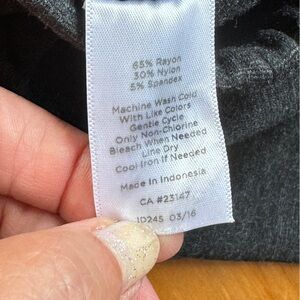 65% Rayon
30% Nylon
5% Spandex
Machine Wash Cold
With Like Colors
Gentle Cycle
Only Non-Chlorine
Bleach When Needed
Line Dry
Cool Iron If Needed
Made In Indonesia
CA #23147
ID245 03/16